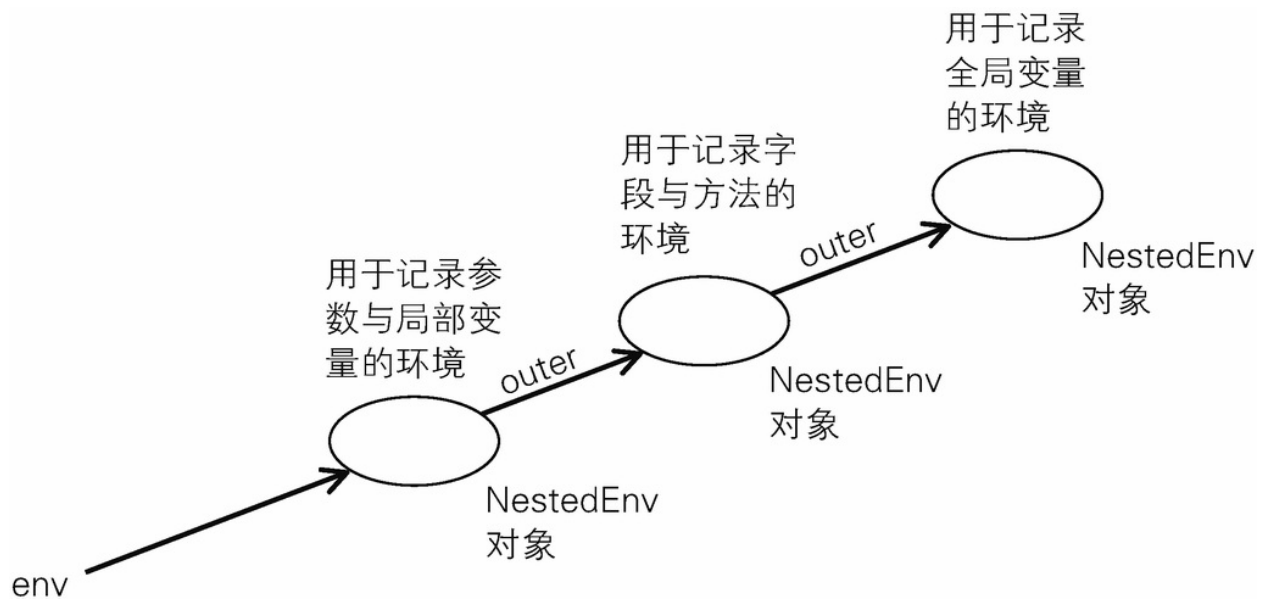 用于记录
全局变量
的环境
用于记录字
段与方法的
环境
outer
NestedEnv
对象
用于记录参
数与局部变
量的环境
outer
NestedEnv
对象
NestedEnv
对象
env